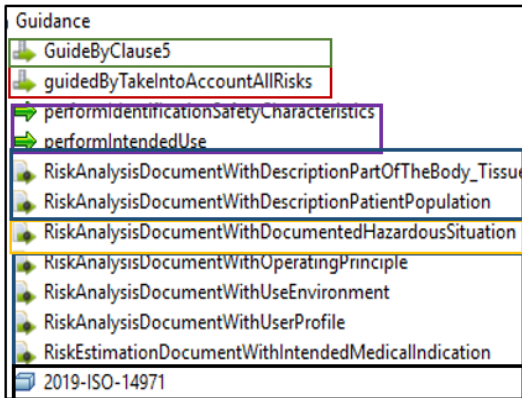 Guidance
GuideByClause5
guidedByTakeIntoAccountAllRisks
performIdentificationSafetyCharacteristics
performIntendedUse
RiskAnalysisDocumentWithDescriptionPartOfTheBody_Tissue
RiskAnalysisDocumentWithDescriptionPatientPopulation
RiskAnalysisDocumentWithDocumentedHazardousSituation
RiskAnalysisDocumentWithOperatingPrinciple
RiskAnalysisDocumentWithUseEnvironment
RiskAnalysisDocumentWithUserProfile
RiskEstimationDocumentWithIntendedMedicalIndication
2019-ISO-14971